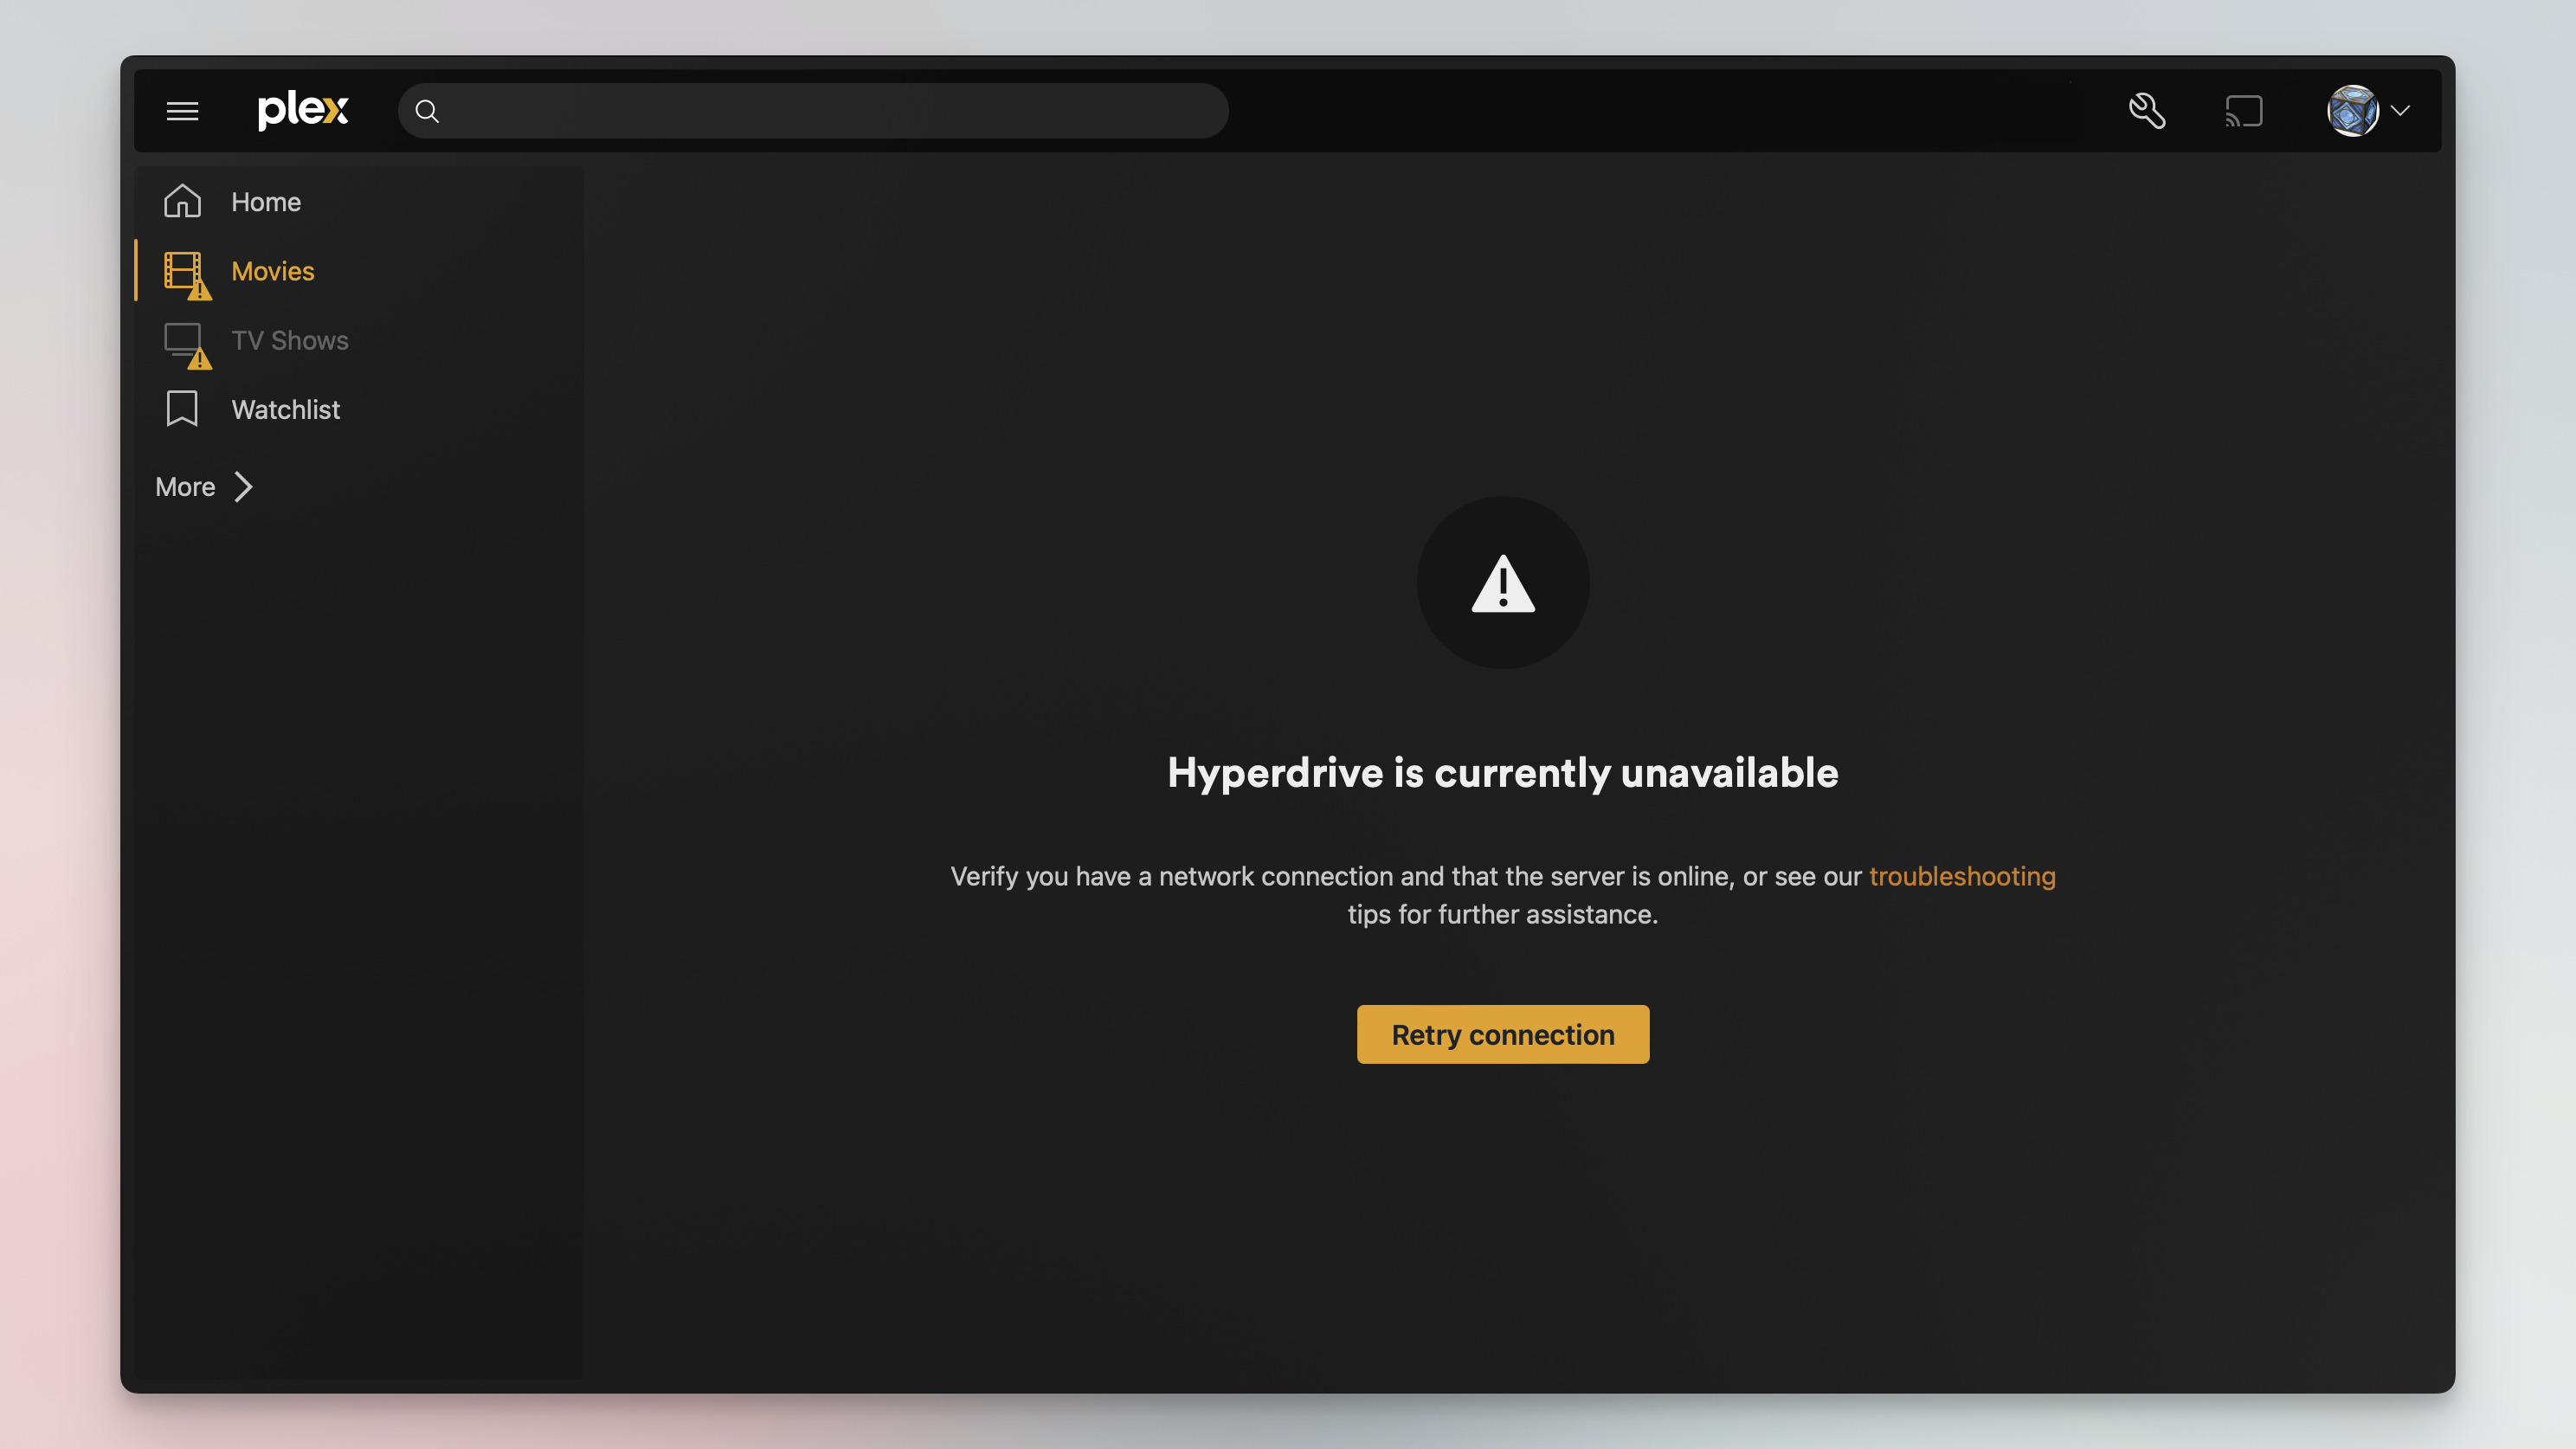 plex
Home
Movies
TV Shows
Watchlist
More
Hyperdrive is currently unavailable
Verify you have a network connection and that the server is online, or see our troubleshooting
tips for further assistance.
Retry connection